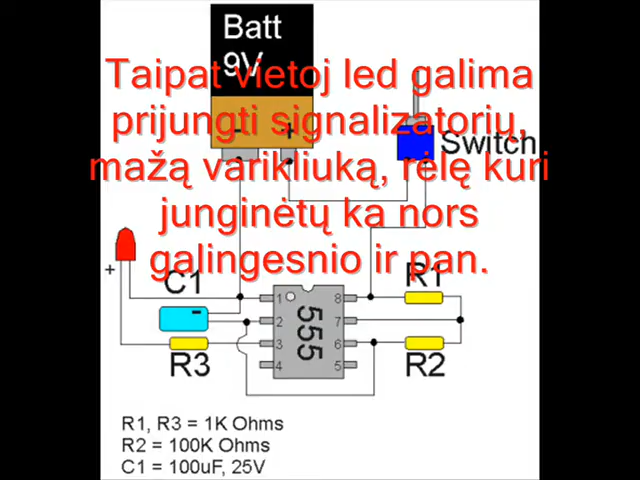 Batt
9V
Taipat vietoj led galima
prijungti signalizatorių,
mažą varikliuką, rėlę kuri
junginėtų ka nors
galingesnio ir pan.
- +
Switch
+
C1
-
R1
1 8
2 7
3 6
4 5
555
R3
R2
R1, R3 = 1K Ohms
R2 = 100K Ohms
C1 = 100uF, 25V